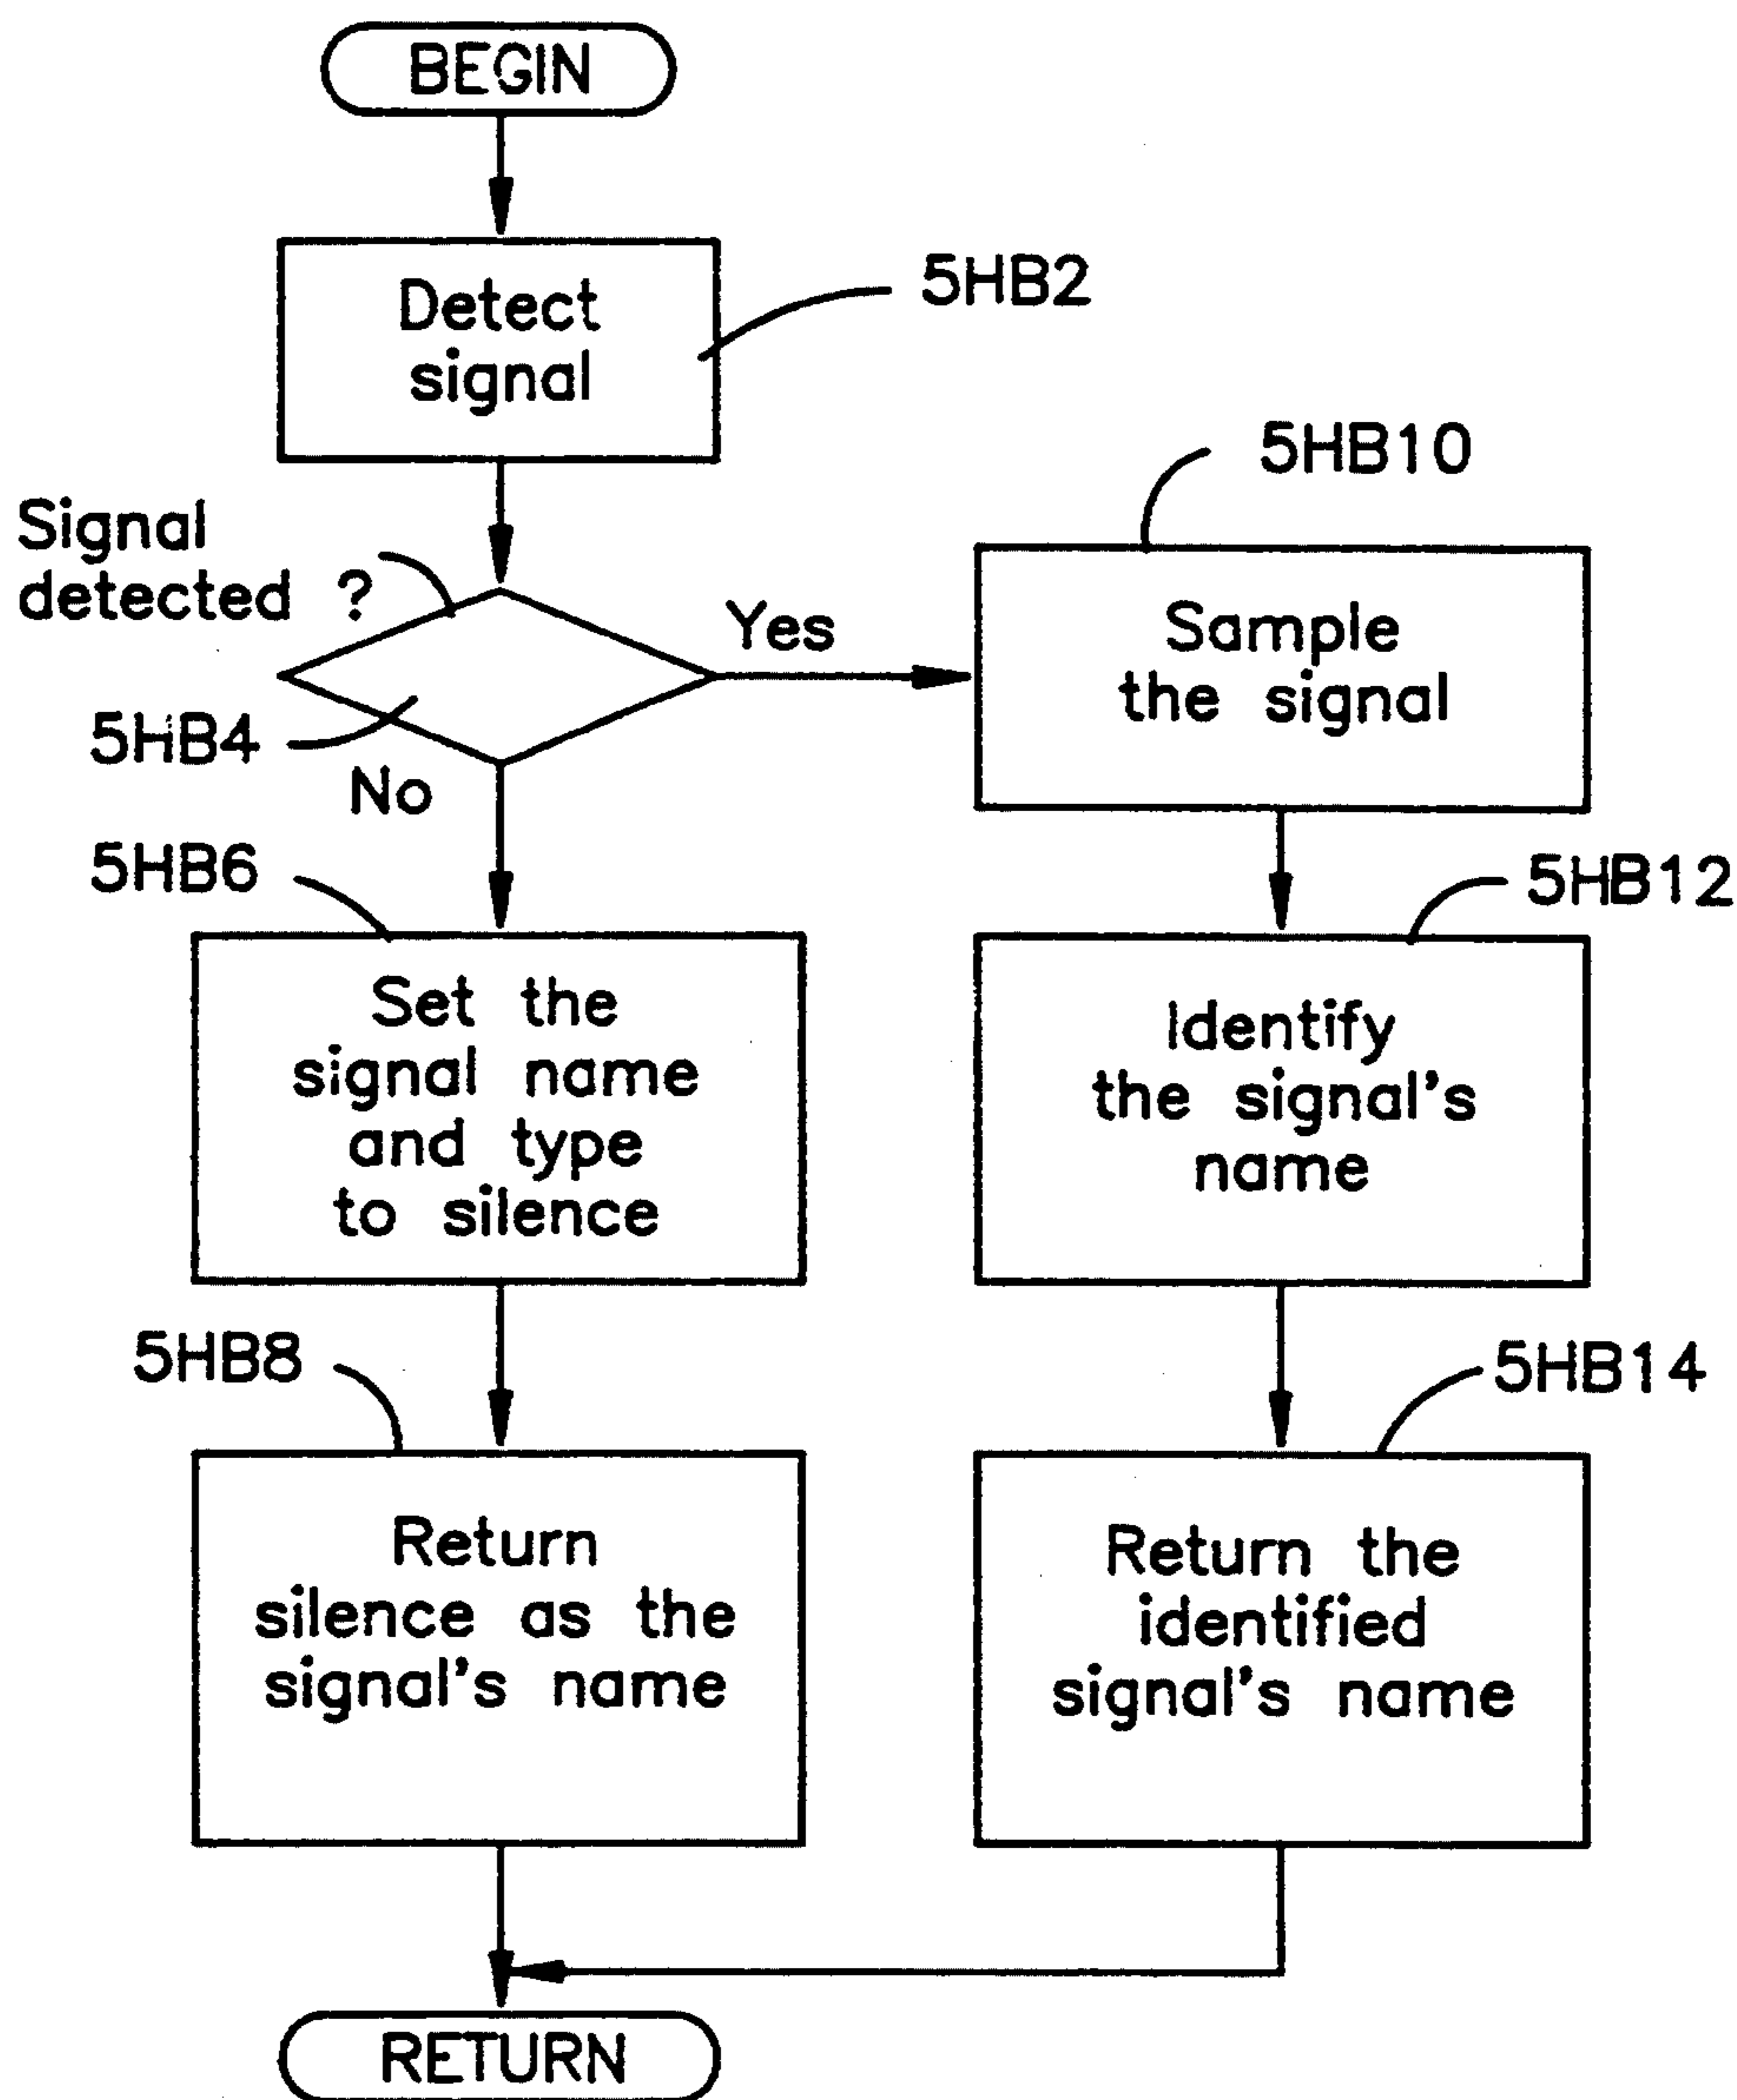 BEGIN
Detect
signal
5HB2
Signal
detected ?
5HB4
Yes
No
5HB10
Sample
the signal
5HB6
Set the
signal name
and type
to silence
5HB12
Identify
the signal's
name
5HB8
Return
silence as the
signal's name
5HB14
Return the
identified
signal's name
RETURN